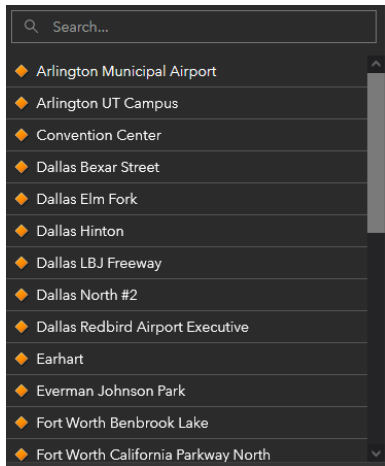 Search...
Arlington Municipal Airport
Arlington UT Campus
Convention Center
Dallas Bexar Street
Dallas Elm Fork
Dallas Hinton
Dallas LBJ Freeway
Dallas North #2
Dallas Redbird Airport Executive
Earhart
Everman Johnson Park
Fort Worth Benbrook Lake
Fort Worth California Parkway North